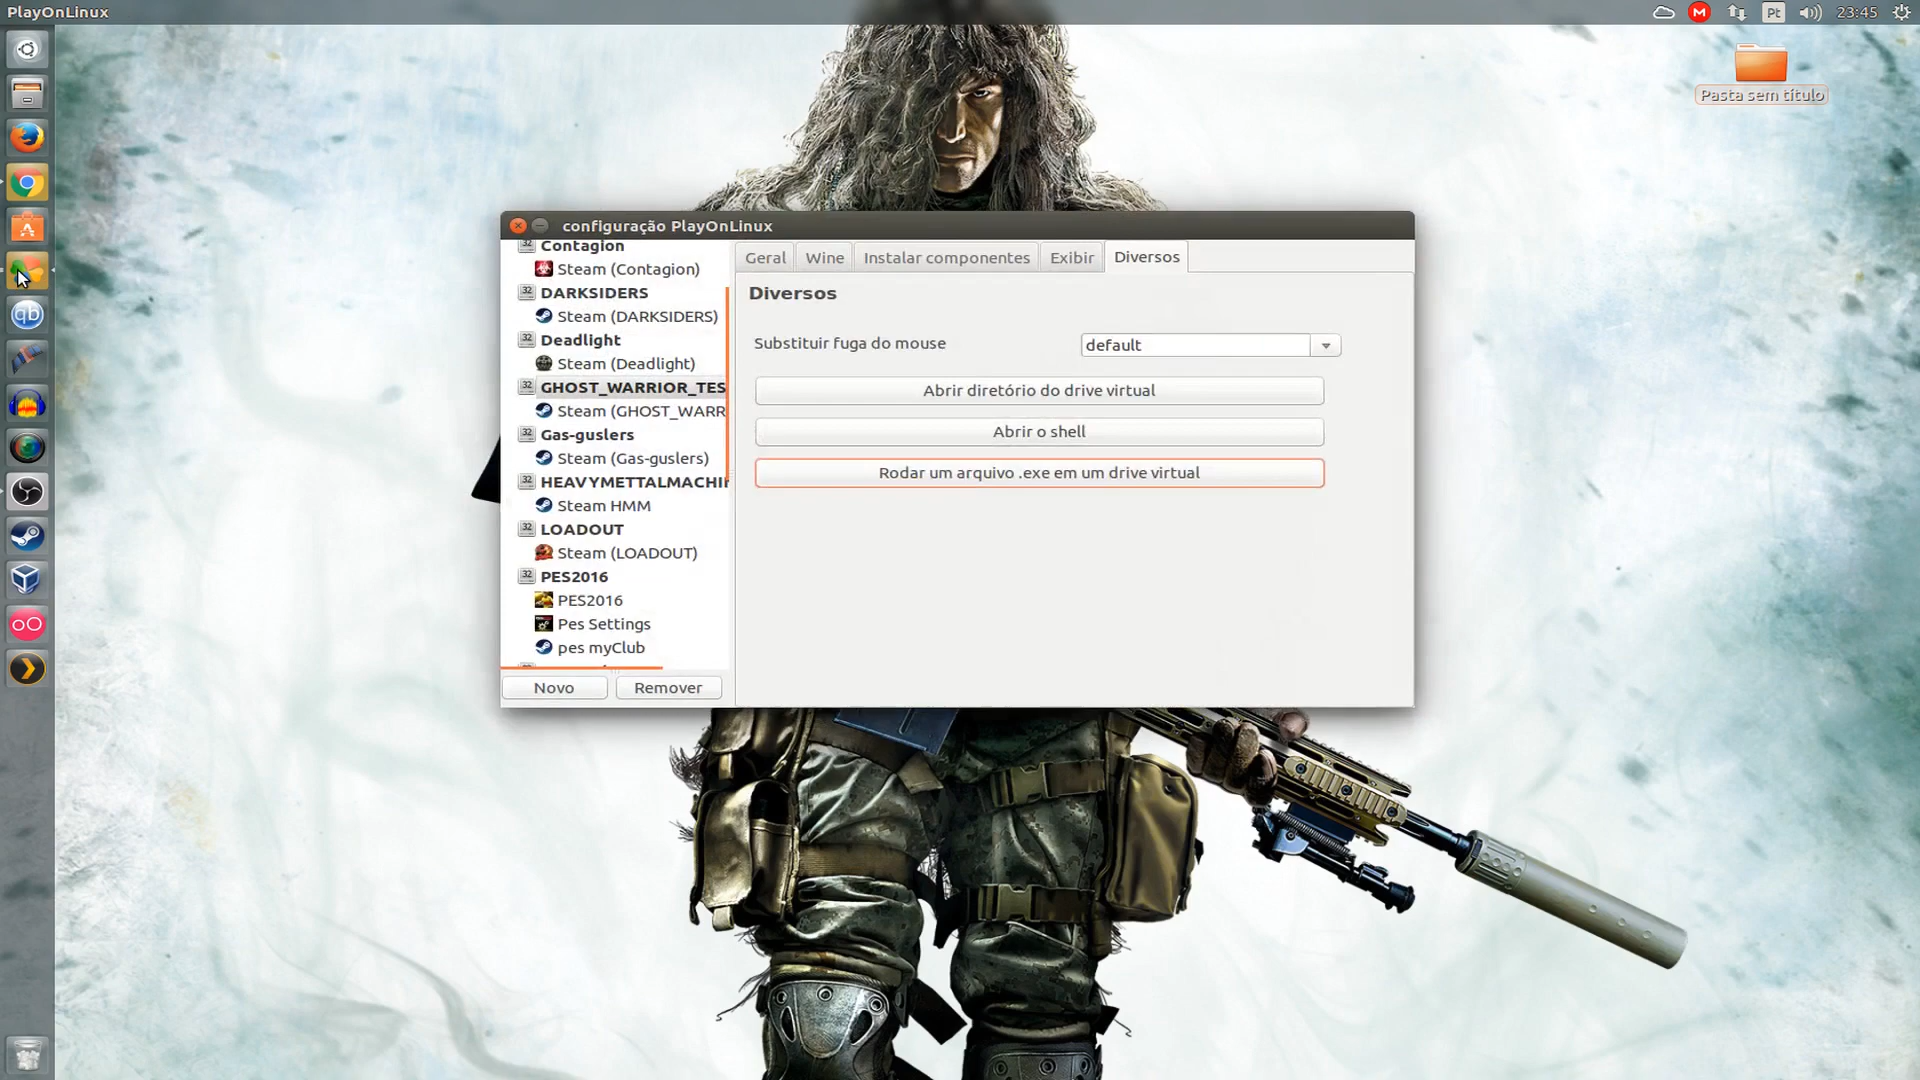 PlayOnLinux
Pt
23:45
Pasta sem título
configuração PlayOnLinux
Contagion
Steam (Contagion)
DARKSIDERS
Steam (DARKSIDERS)
Deadlight
Steam (Deadlight)
GHOST_WARRIOR_TES
Steam (GHOST_WARR
Gas-guslers
Steam (Gas-guslers)
HEAVYMETTALMACHI
Steam HMM
LOADOUT
Steam (LOADOUT)
PES2016
PES2016
Pes Settings
pes myClub
Novo
Remover
Geral
Wine
Instalar componentes
Exibir
Diversos
Diversos
Substituir fuga do mouse
default
Abrir diretório do drive virtual
Abrir o shell
Rodar um arquivo .exe em um drive virtual